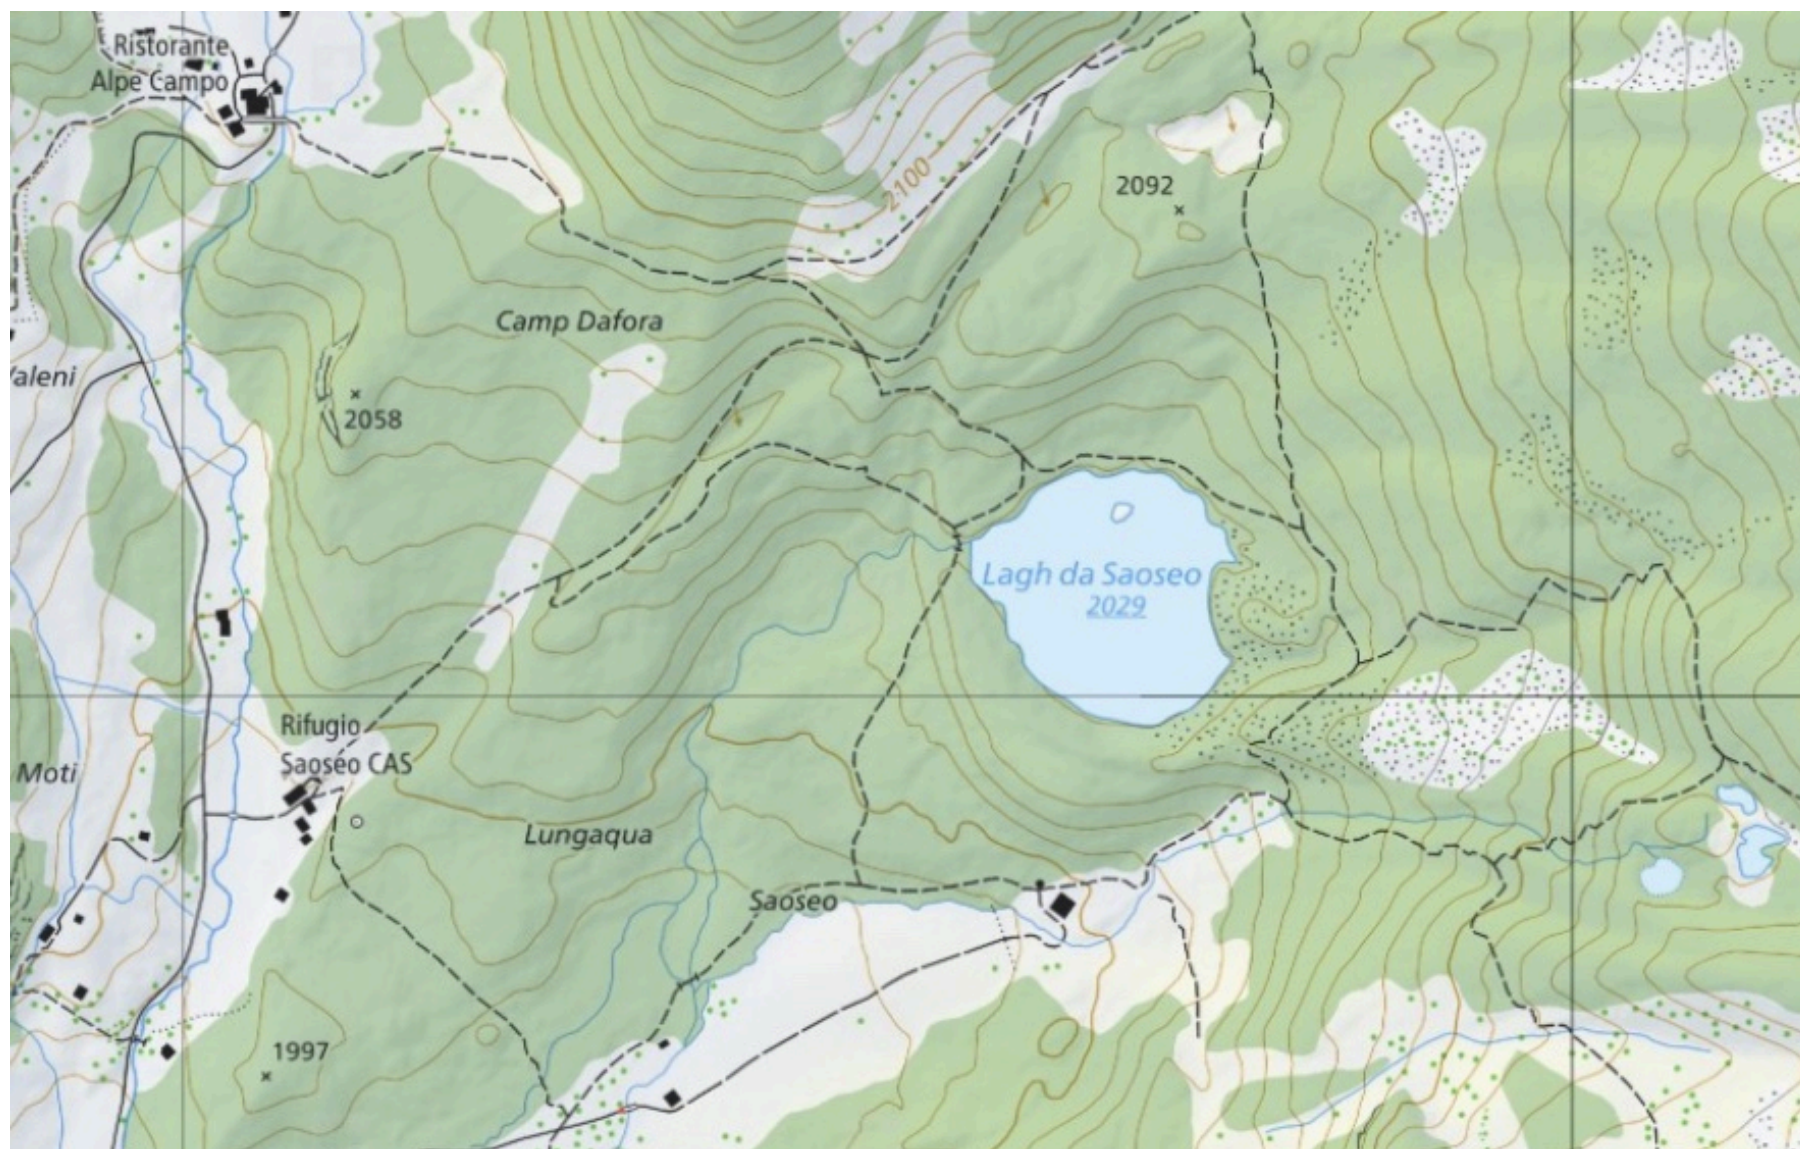 Ristorante
Alpe Campo
2100
2092
Camp Dafora
Valeni
2058
Lagh da Saoseo
2029
Rifugio
Saoseo CAS
Moti
Lungaqua
Saoseo
1997